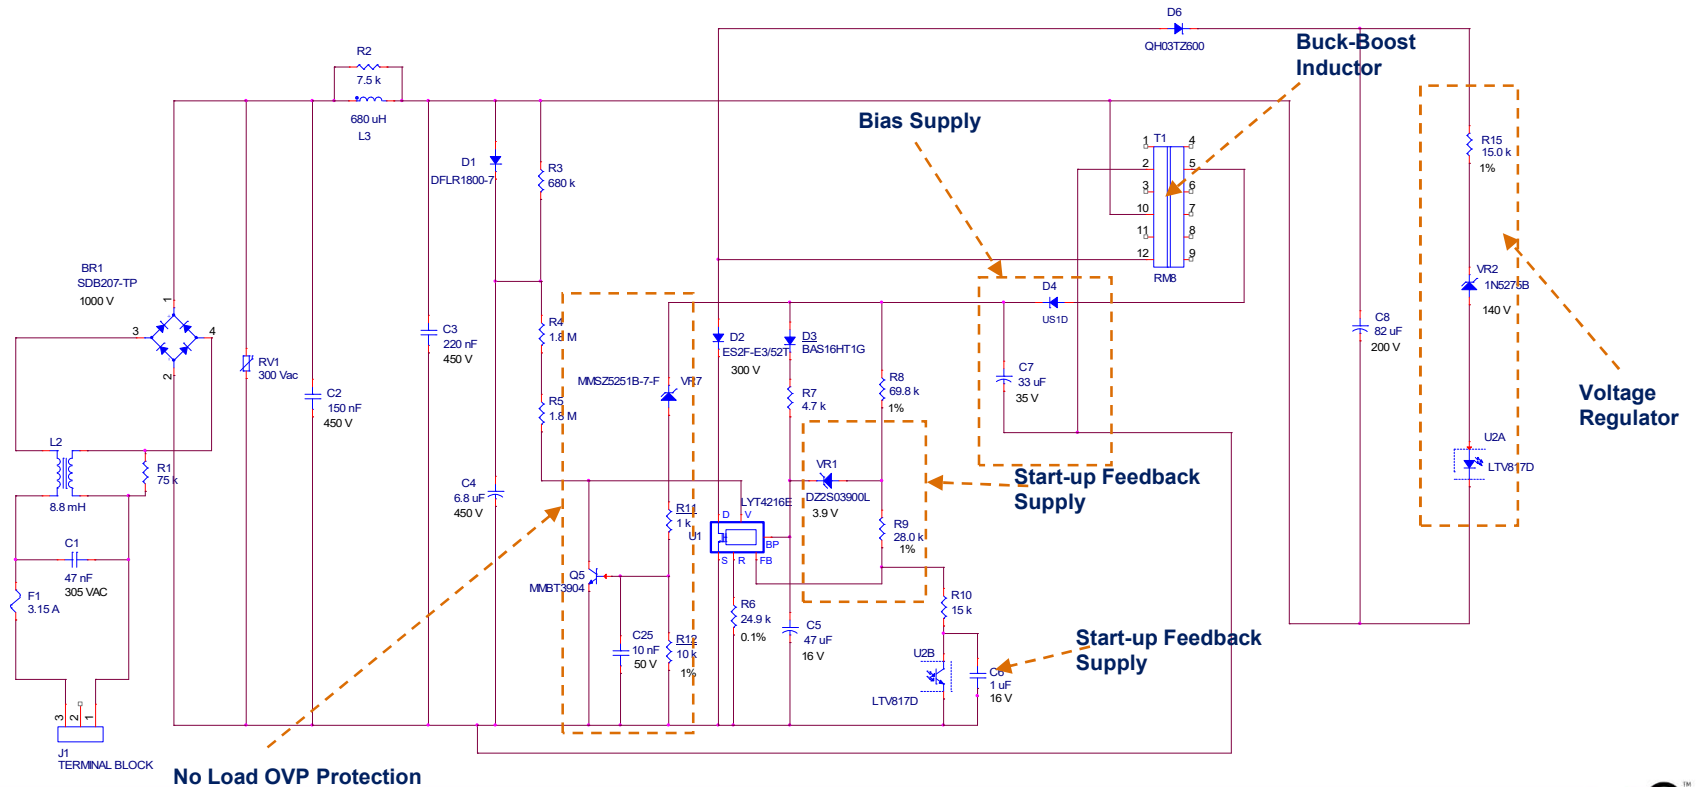 D6
QH03TZ600
Buck-Boost
Inductor
R2
7.5 k
680 uH
L3
Bias Supply
D1
DFLR1800-7
R3
680 k
T1
1
2
3
10
11
12
4
5
6
7
8
9
RM8
R15
15.0 k
1%
BR1
SDB207-TP
1000 V
1
3
4
2
RV1
300 Vac
C2
150 nF
450 V
C3
220 nF
450 V
R4
1.8 M
R5
1.8 M
MMSZ5251B-7-F
VR7
D2
ES2F-E3/52T
300 V
D3
BAS16HT1G
R7
4.7 k
R8
69.8 k
1%
D4
US1D
C7
33 uF
35 V
C8
82 uF
200 V
VR2
1N5275B
140 V
Voltage
Regulator
L2
8.8 mH
R1
75 k
C4
6.8 uF
450 V
R11
1 k
VR1
DZ2S03900L
3.9 V
Start-up Feedback
Supply
U2A
LTV817D
LYT4216E
U1
D
V
BP
S
R
FB
R9
28.0 k
1%
C1
47 nF
305 VAC
F1
3.15 A
Q5
MMBT3904
R6
24.9 k
0.1%
C5
47 uF
16 V
R10
15 k
C25
10 nF
50 V
R12
10 k
1%
U2B
LTV817D
C6
1 uF
16 V
Start-up Feedback
Supply
3
2
1
J1
TERMINAL BLOCK
No Load OVP Protection
TM